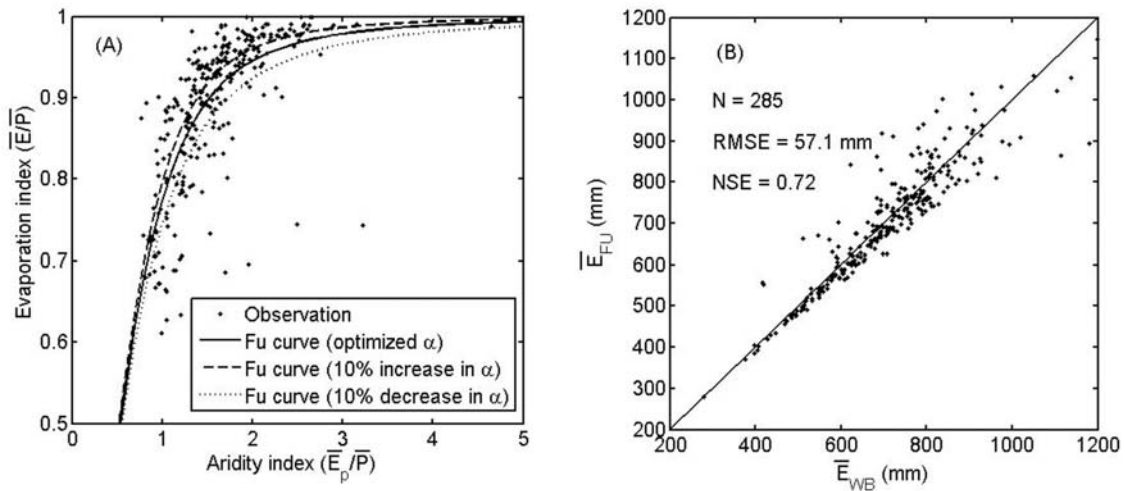 (A)
Evaporation index (E̅/P̅)
1
0.9
0.8
0.7
0.6
0.5
0 1 2 3 4 5
Aridity index (E̅p/P̅)
Observation
Fu curve (optimized α)
Fu curve (10% increase in α)
Fu curve (10% decrease in α)
(B)
N = 285
RMSE = 57.1 mm
NSE = 0.72
E̅FU (mm)
1200
1100
1000
900
800
700
600
500
400
300
200
200 400 600 800 1000 1200
E̅WB (mm)